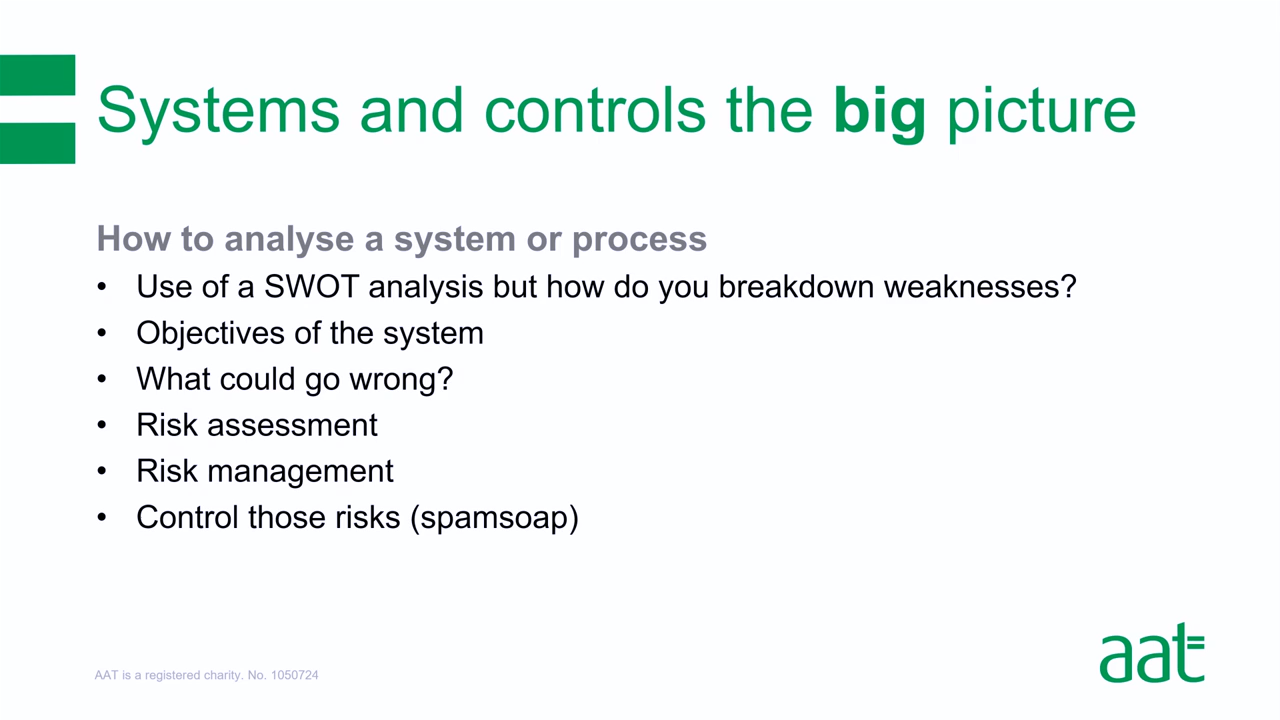 Systems and controls the big picture
How to analyse a system or process
• Use of a SWOT analysis but how do you breakdown weaknesses?
• Objectives of the system
• What could go wrong?
• Risk assessment
• Risk management
• Control those risks (spamsoap)
AAT is a registered charity. No. 1050724
aat